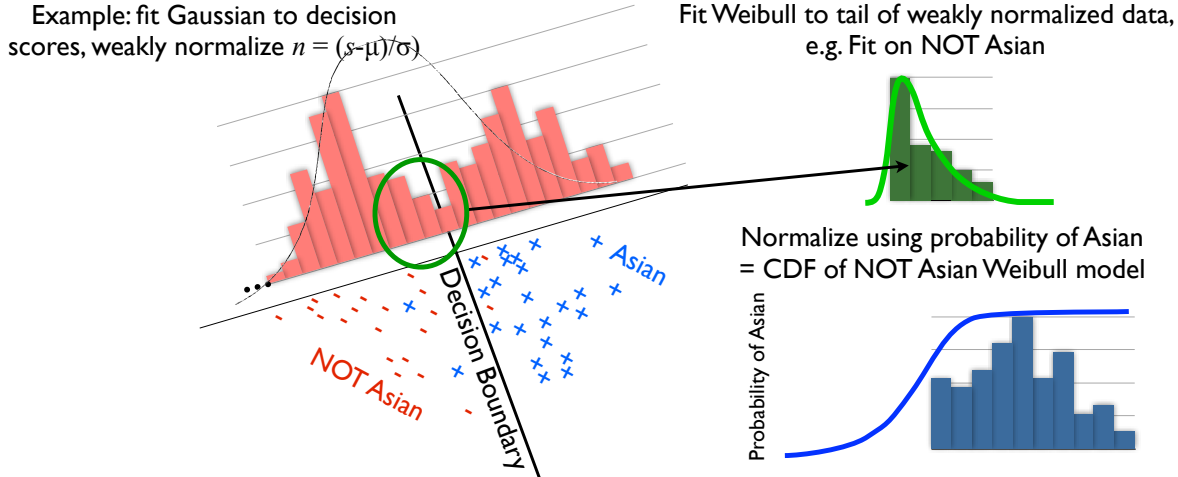 Example: fit Gaussian to decision
scores, weakly normalize n = (s-μ)/σ)
Fit Weibull to tail of weakly normalized data,
e.g. Fit on NOT Asian
Asian
NOT Asian
Decision Boundary
Normalize using probability of Asian
= CDF of NOT Asian Weibull model
Probability of Asian